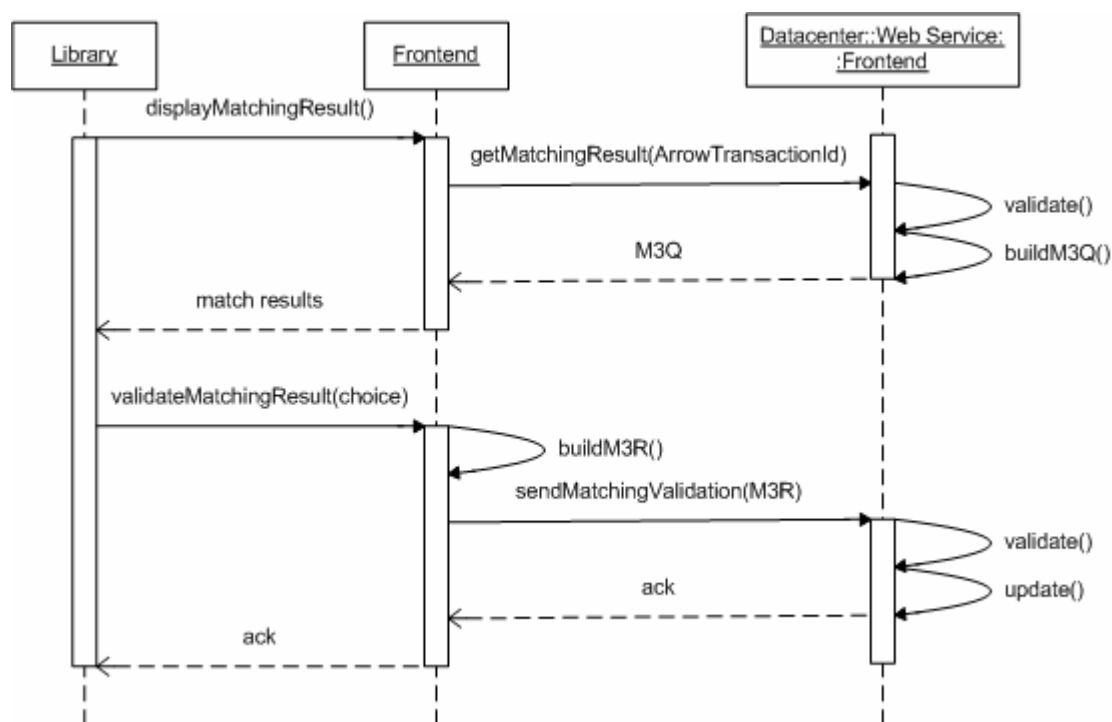 Library
Frontend
Datacenter::Web Service:
:Frontend
displayMatchingResult()
getMatchingResult(ArrowTransactionId)
validate()
M3Q
buildM3Q()
match results
validateMatchingResult(choice)
buildM3R()
sendMatchingValidation(M3R)
validate()
ack
update()
ack